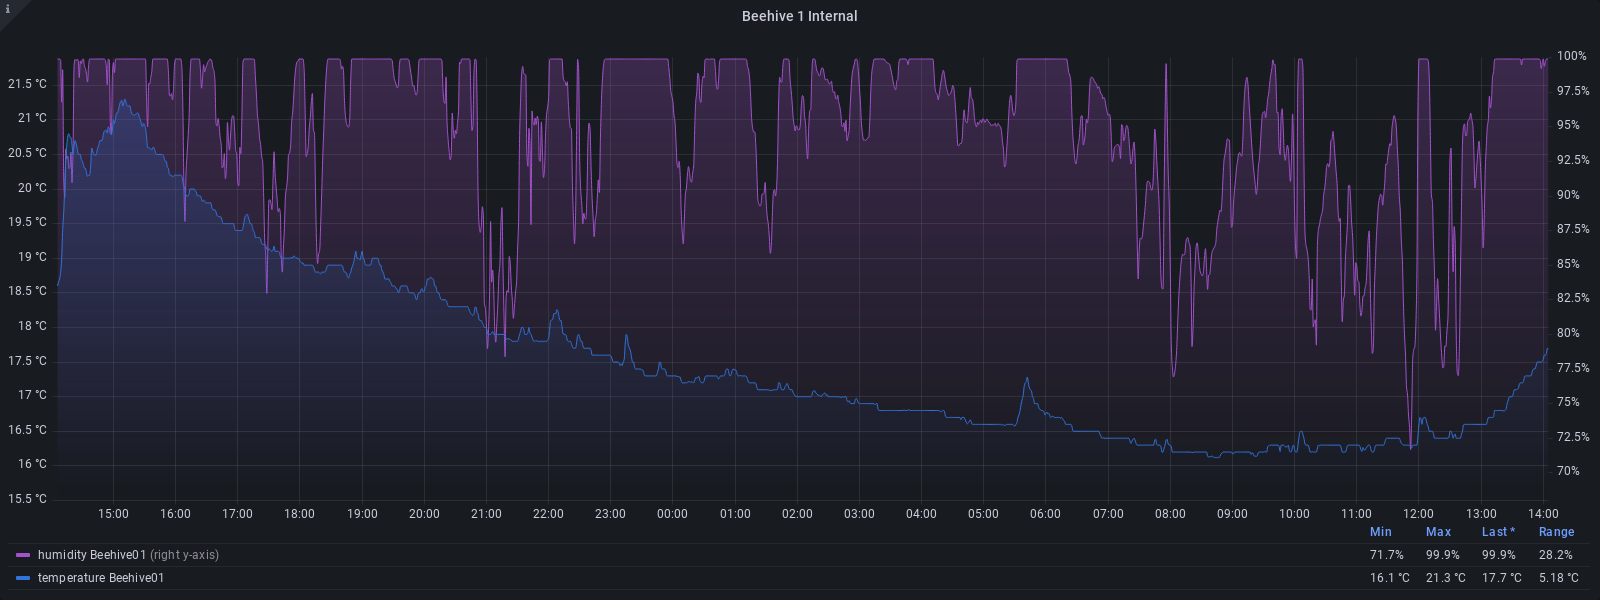 i
Beehive 1 Internal
21.5 °C
21 °C
20.5 °C
20 °C
19.5 °C
19 °C
18.5 °C
18 °C
17.5 °C
17 °C
16.5 °C
16 °C
15.5 °C
100%
97.5%
95%
92.5%
90%
87.5%
85%
82.5%
80%
77.5%
75%
72.5%
70%
15:00 16:00 17:00 18:00 19:00 20:00 21:00 22:00 23:00 00:00 01:00 02:00 03:00 04:00 05:00 06:00 07:00 08:00 09:00 10:00 11:00 12:00 13:00 14:00
Min Max Last * Range
humidity Beehive01 (right y-axis) 71.7% 99.9% 99.9% 28.2%
temperature Beehive01 16.1 °C 21.3 °C 17.7 °C 5.18 °C